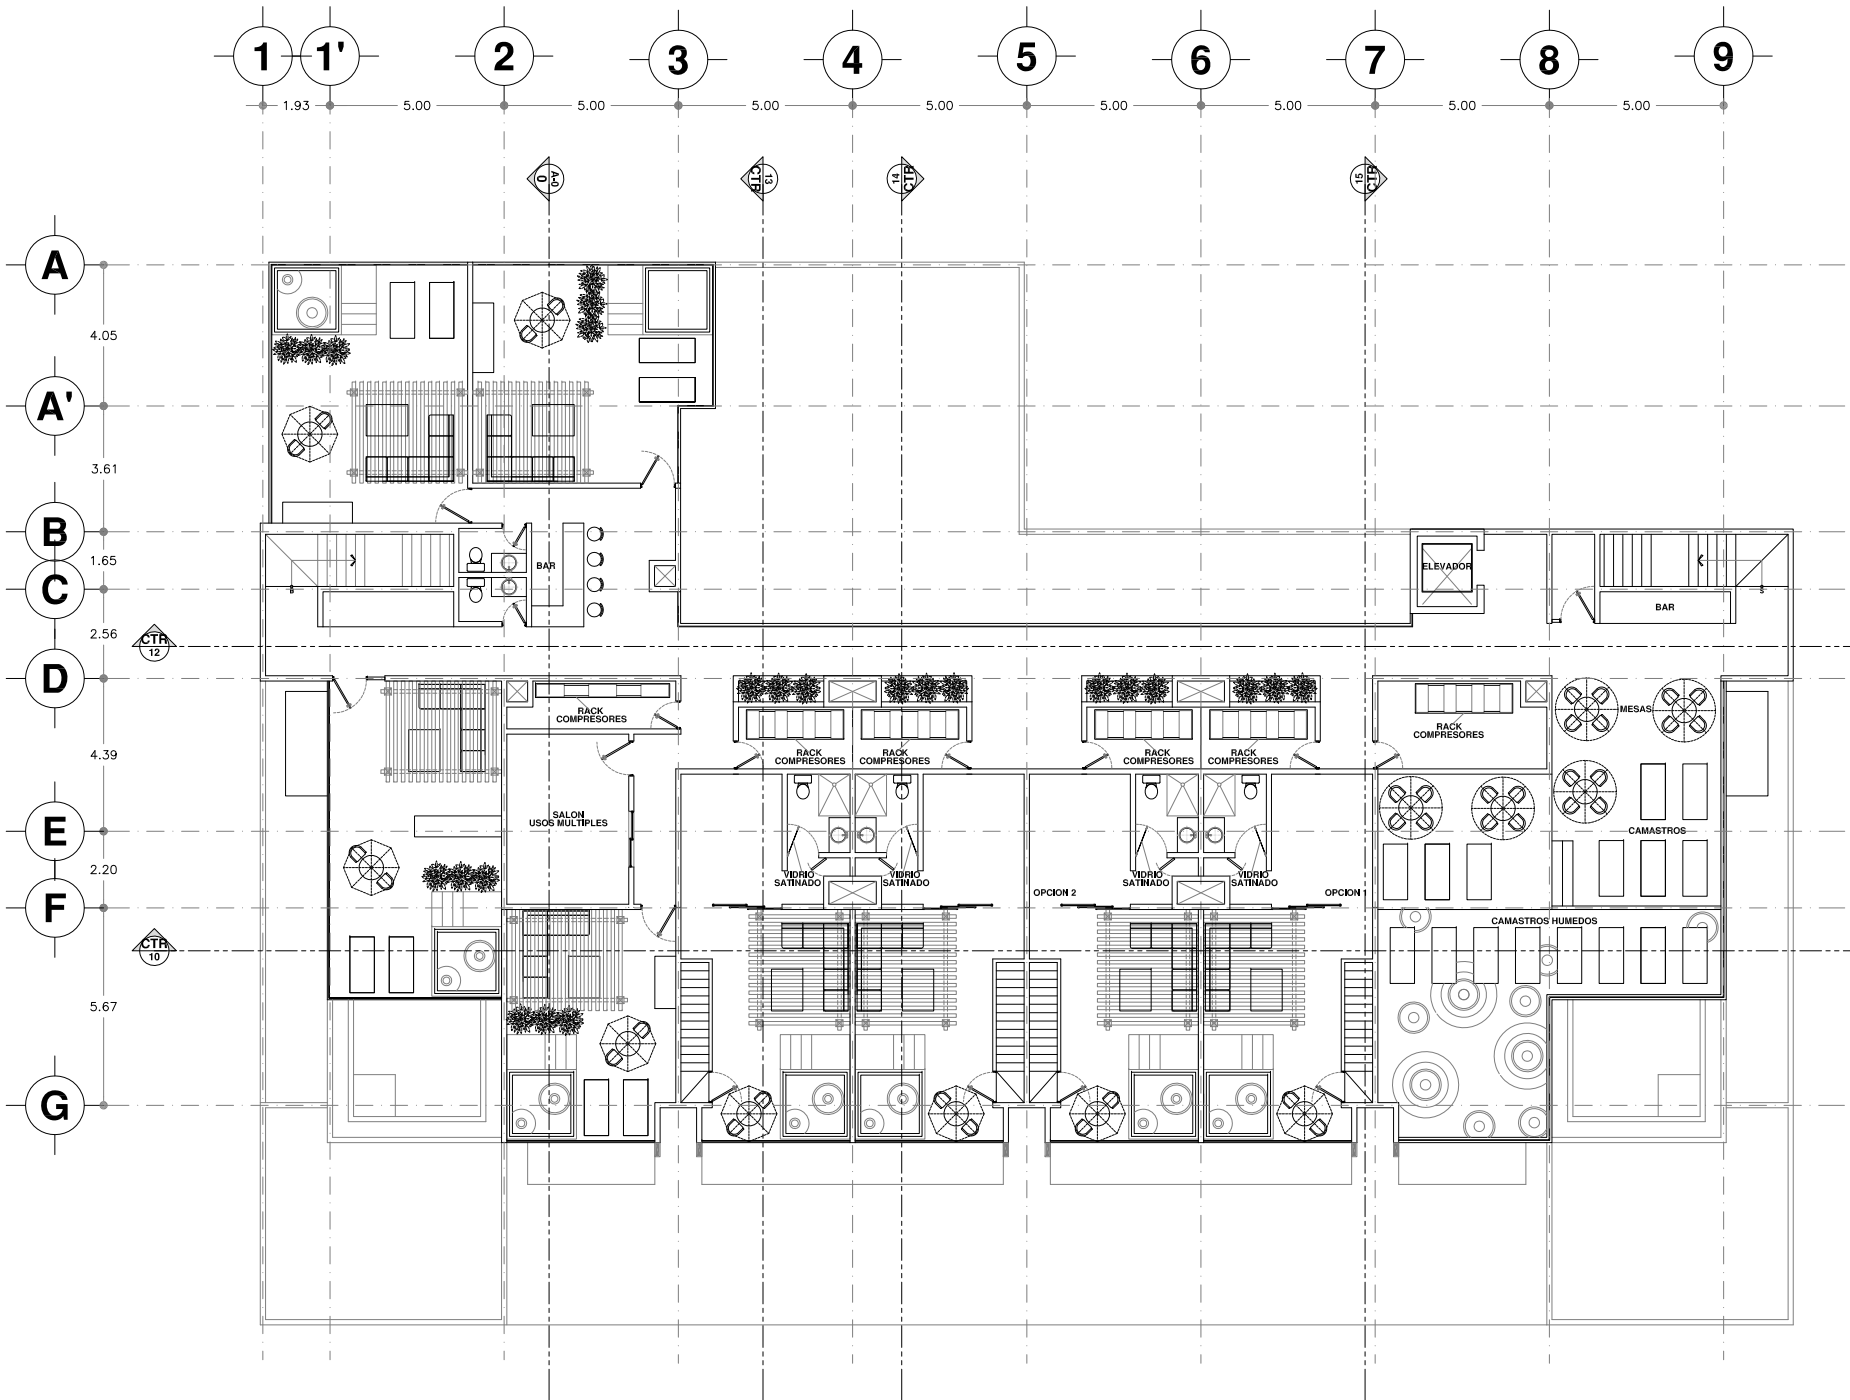 1 1' 2 3 4 5 6 7 8 9
1.93 5.00 5.00 5.00 5.00 5.00 5.00 5.00 5.00
A-0
0
13
CTR
14
CTR
15
CTR
A
4.05
A'
3.61
B
1.65
C
2.56
D
4.39
E
2.20
F
5.67
G
CTR
12
CTR
10
BAR
ELEVADOR
BAR
S
S
RACK
COMPRESORES
RACK
COMPRESORES
RACK
COMPRESORES
RACK
COMPRESORES
RACK
COMPRESORES
RACK
COMPRESORES
MESAS
SALON
USOS MULTIPLES
CAMASTROS
VIDRIO
SATINADO
VIDRIO
SATINADO
OPCION 2
VIDRIO
SATINADO
VIDRIO
SATINADO
OPCION 1
CAMASTROS HUMEDOS